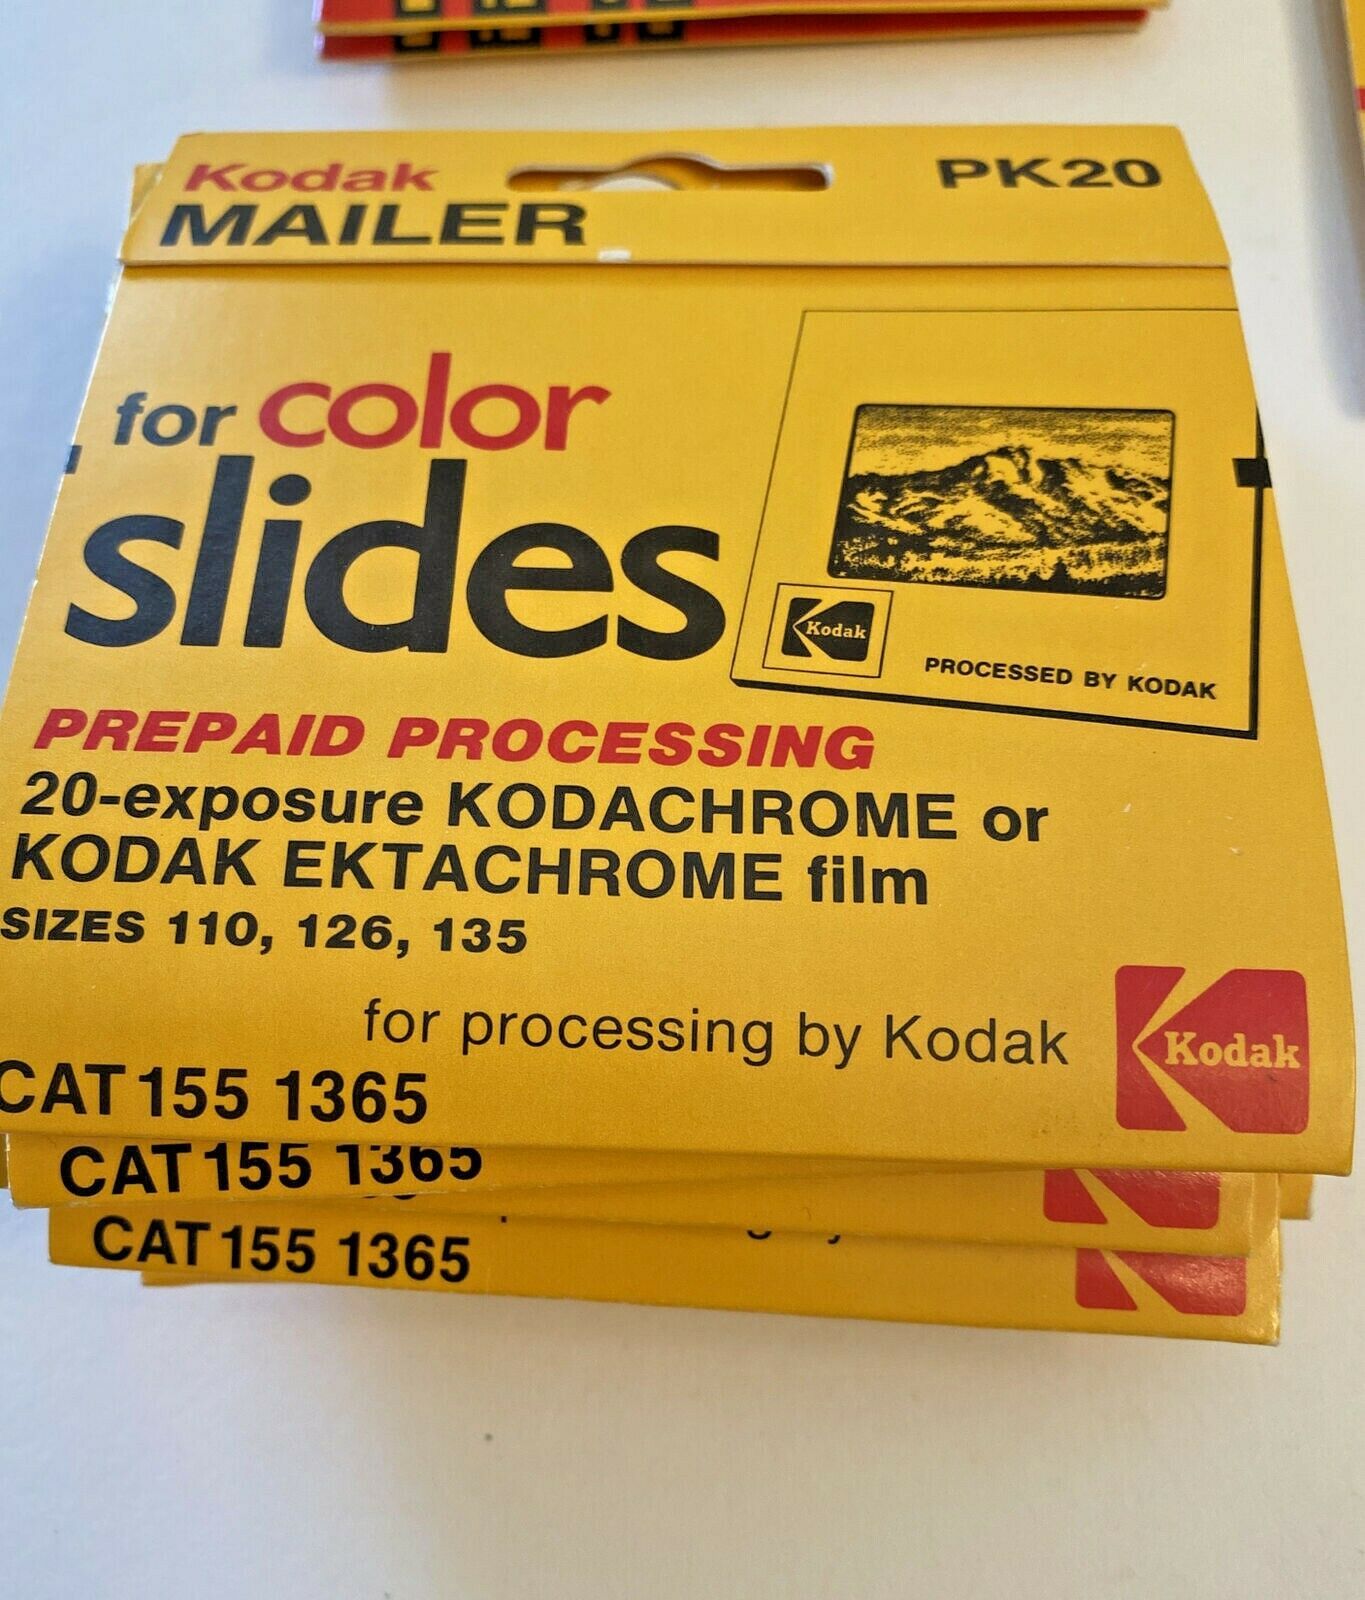 Kodak PK20
MAILER
for color
slides
Kodak
PROCESSED BY KODAK
PREPAID PROCESSING
20-exposure KODACHROME or
KODAK EKTACHROME film
SIZES 110, 126, 135
for processing by Kodak
Kodak
CAT 155 1365
CAT 155 1365
CAT 155 1365